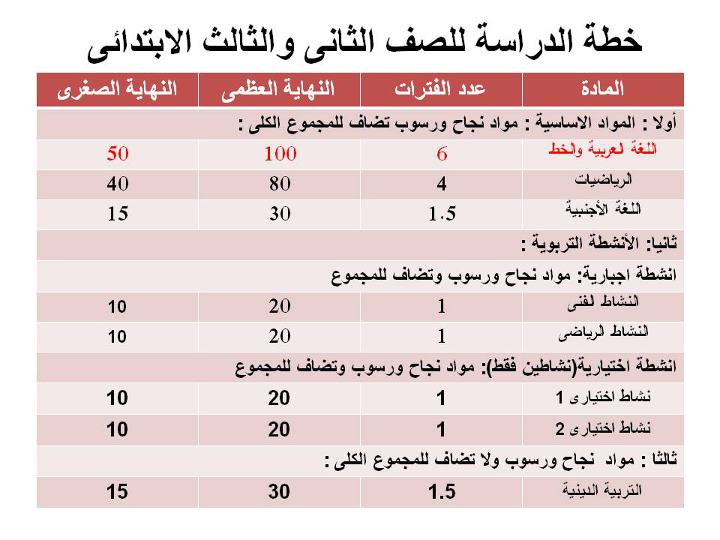 خطة الدراسة للصف الثانى والثالث الابتدائى
المادة عدد الفترات النهاية العظمى النهاية الصغرى
أولا : المواد الاساسية : مواد نجاح ورسوب تضاف للمجموع الكلى :
اللغة العربية والخط 6 100 50
الرياضيات 4 80 40
اللغة الأجنبية 1.5 30 15
ثانيا: الأنشطة التربوية :
انشطة اجبارية: مواد نجاح ورسوب وتضاف للمجموع
النشاط الفنى 1 20 10
النشاط الرياضى 1 20 10
انشطة اختيارية(نشاطين فقط): مواد نجاح ورسوب وتضاف للمجموع
نشاط اختيارى 1 1 20 10
نشاط اختيارى 2 1 20 10
ثالثا : مواد نجاح ورسوب ولا تضاف للمجموع الكلى :
التربية الدينية 1.5 30 15